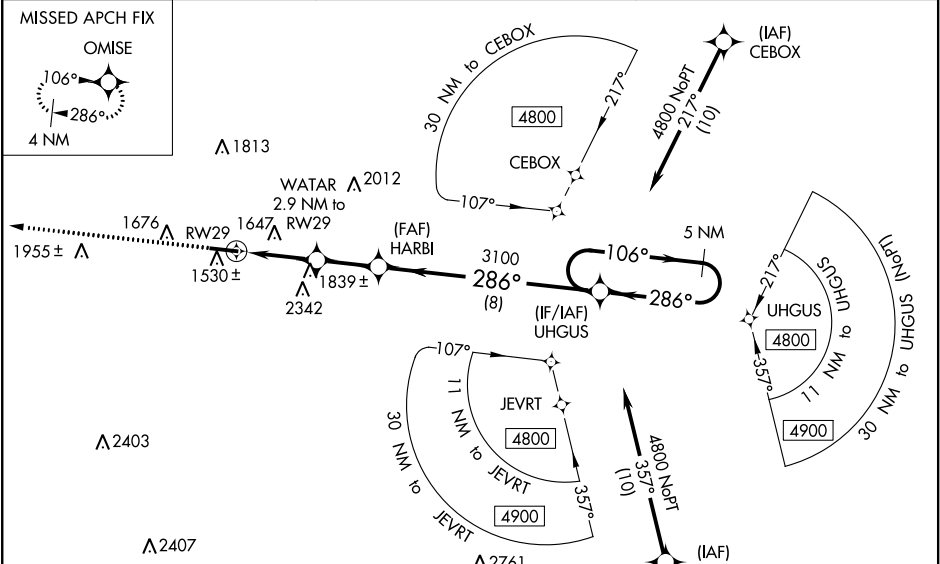 MISSED APCH FIX
OMISE
106°
286°
4 NM
(IAF)
CEBOX
4800 NoPT
217°
(10)
30 NM to CEBOX
4800
217°
CEBOX
107°
1813
2012
WATAR
2.9 NM to
RW29
1676
1647
RW29
1955 ±
1530 ±
1839 ±
2342
(FAF)
HARBI
3100
286°
(8)
(IF/IAF)
UHGUS
106°
5 NM
286°
217°
UHGUS
4800
357°
11 NM to UHGUS
4900
30 NM to UHGUS (NoPT)
107°
JEVRT
4800
11 NM to JEVRT
357°
4900
30 NM to JEVRT
4800 NoPT
357°
(10)
2403
2407
2761
(IAF)